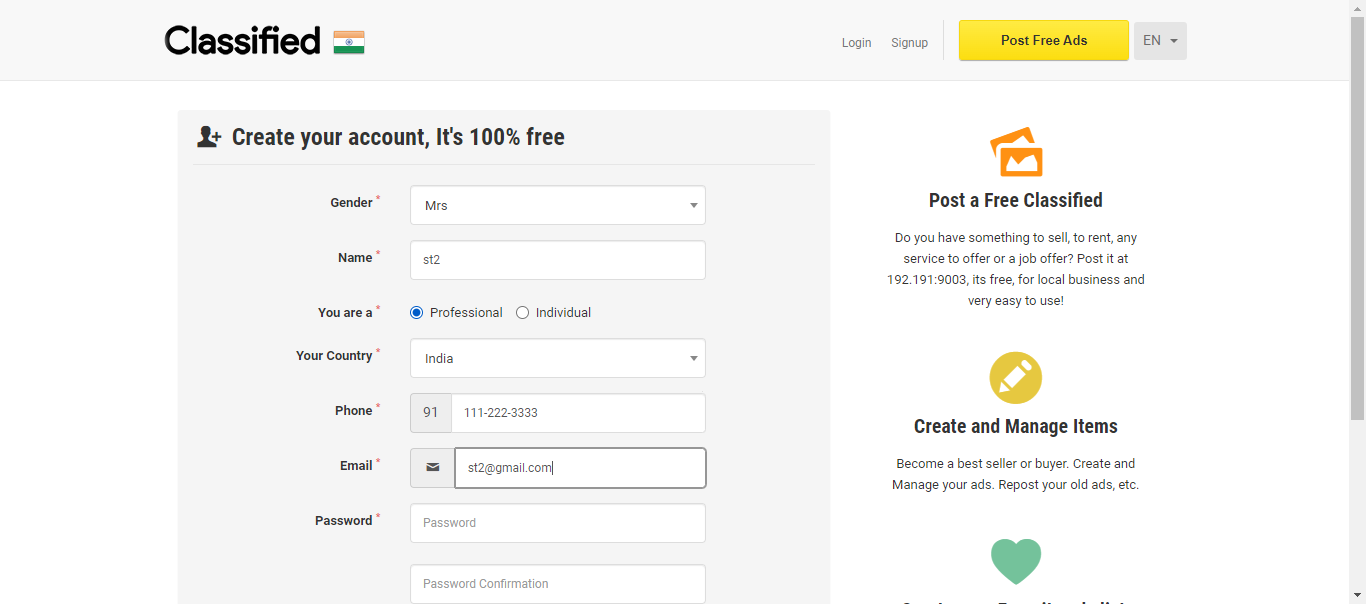 Classified
Login
Signup
Post Free Ads
EN
Create your account, It's 100% free
Gender *
Mrs
Name *
st2
You are a *
Professional
Individual
Your Country *
India
Phone *
91
111-222-3333
Email *
st2@gmail.com
Password *
Password
Password Confirmation
Post a Free Classified
Do you have something to sell, to rent, any
service to offer or a job offer? Post it at
192.191:9003, its free, for local business and
very easy to use!
Create and Manage Items
Become a best seller or buyer. Create and
Manage your ads. Repost your old ads, etc.